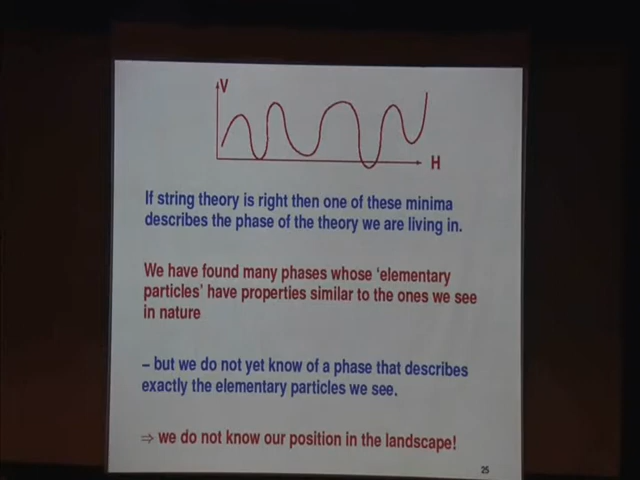 V
H
If string theory is right then one of these minima
describes the phase of the theory we are living in.
We have found many phases whose 'elementary
particles' have properties similar to the ones we see
in nature
– but we do not yet know of a phase that describes
exactly the elementary particles we see.
⇒ we do not know our position in the landscape!
25